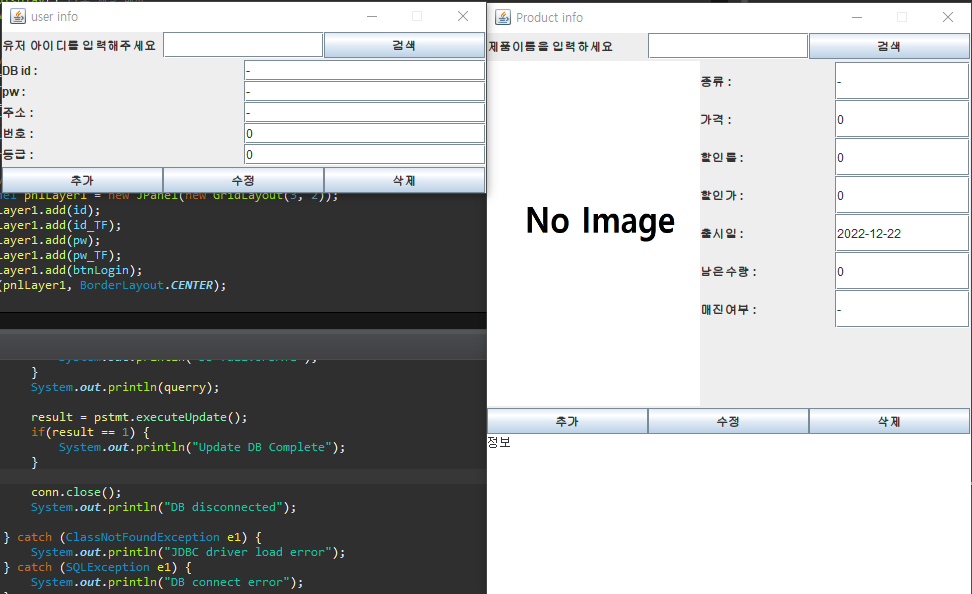 user info
유저 아이디를 입력해주세요 검색
DB id : -
pw : -
주소 : -
번호 : 0
등급 : 0
추가 수정 삭제
pnlLayer1 = new JPanel(new GridLayout(3, 2));
Layer1.add(id);
Layer1.add(id_TF);
Layer1.add(pw);
Layer1.add(pw_TF);
Layer1.add(btnLogin);
(pnlLayer1, BorderLayout.CENTER);
}
System.out.println(querry);
result = pstmt.executeUpdate();
if(result == 1) {
System.out.println("Update DB Complete");
}
conn.close();
System.out.println("DB disconnected");
} catch (ClassNotFoundException e1) {
System.out.println("JDBC driver load error");
} catch (SQLException e1) {
System.out.println("DB connect error");
Product info
제품이름을 입력하세요 검색
No Image
종류 : -
가격 : 0
할인률 : 0
할인가 : 0
출시일 : 2022-12-22
남은수량 : 0
매진여부 : -
추가 수정 삭제
정보